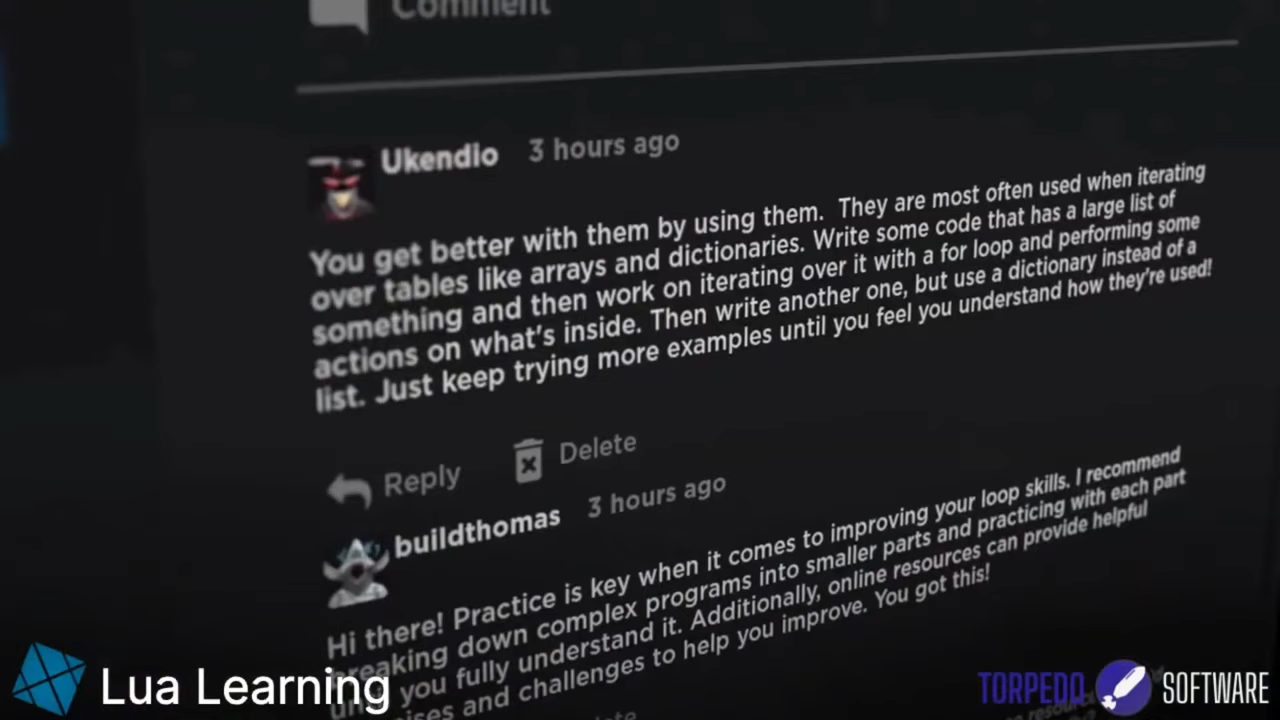 Comment
Ukendio 3 hours ago
You get better with them by using them.  They are most often used when iterating
over tables like arrays and dictionaries. Write some code that has a large list of
something and then work on iterating over it with a for loop and performing some
actions on what's inside. Then write another one, but use a dictionary instead of a
list. Just keep trying more examples until you feel you understand how they're used!
Reply Delete
buildthomas 3 hours ago
Hi there! Practice is key when it comes to improving your loop skills. I recommend
breaking down complex programs into smaller parts and practicing with each part
you fully understand it. Additionally, online resources can provide helpful
and challenges to help you improve. You got this!
Lua Learning
TORPEDO SOFTWARE